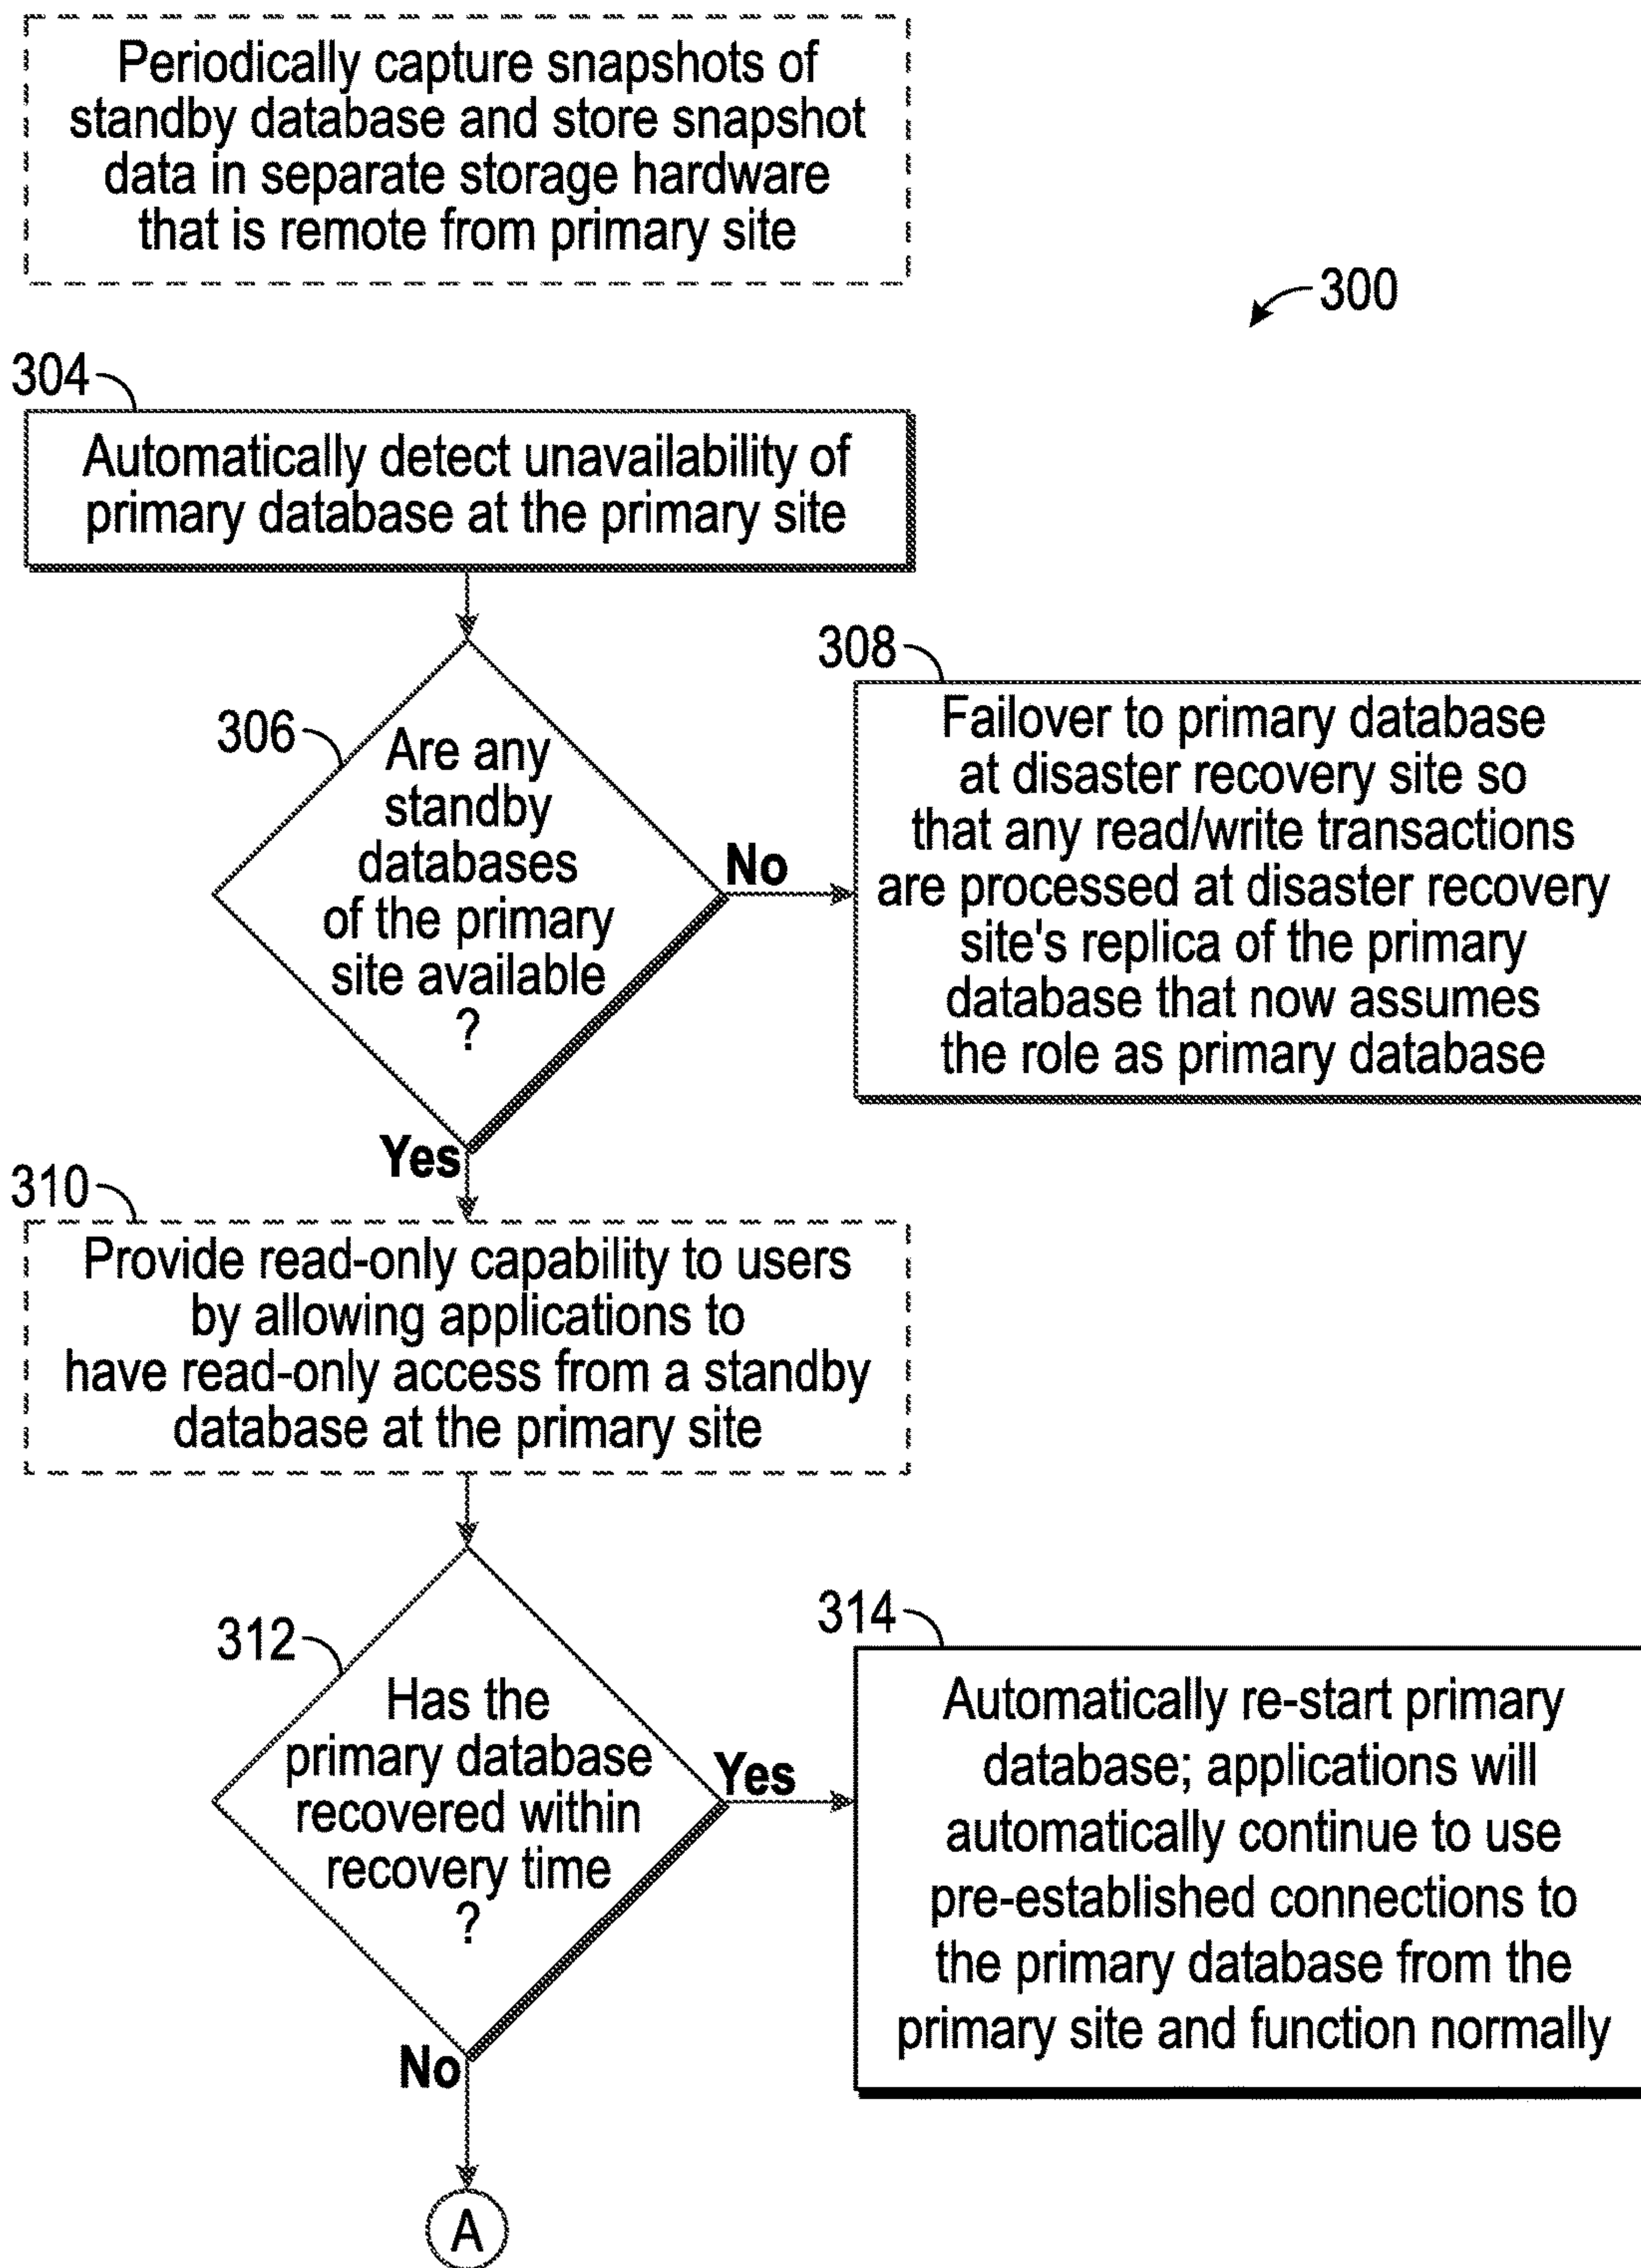 Periodically capture snapshots of
standby database and store snapshot
data in separate storage hardware
that is remote from primary site
300
304
Automatically detect unavailability of
primary database at the primary site
306
Are any
standby
databases
of the primary
site available
?
No
308
Failover to primary database
at disaster recovery site so
that any read/write transactions
are processed at disaster recovery
site's replica of the primary
database that now assumes
the role as primary database
Yes
310
Provide read-only capability to users
by allowing applications to
have read-only access from a standby
database at the primary site
312
Has the
primary database
recovered within
recovery time
?
Yes
314
Automatically re-start primary
database; applications will
automatically continue to use
pre-established connections to
the primary database from the
primary site and function normally
No
A